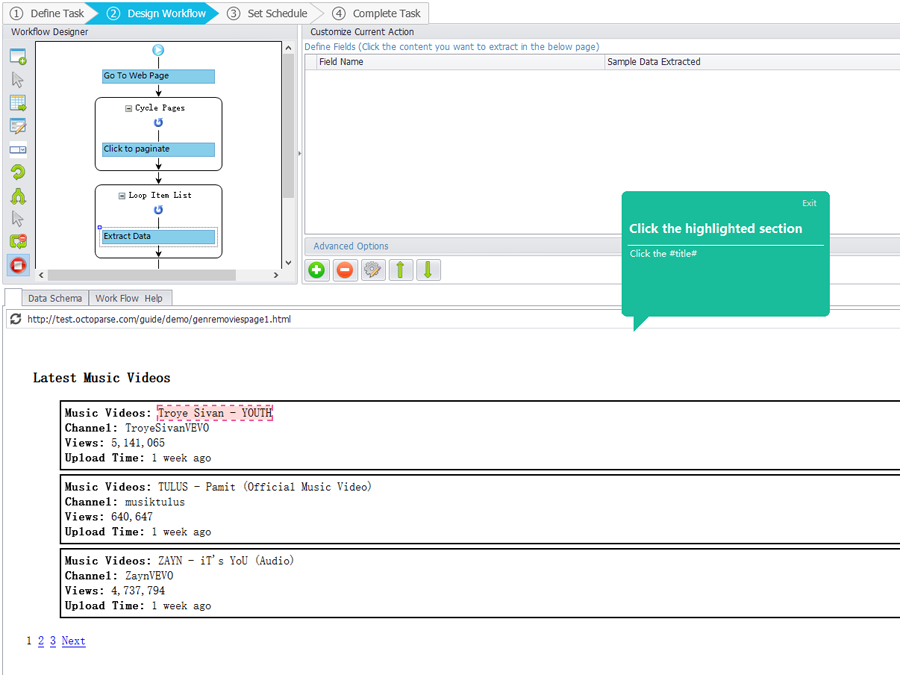 1 Define Task 2 Design Workflow 3 Set Schedule 4 Complete Task
Workflow Designer
Go To Web Page
Cycle Pages
Click to paginate
Loop Item List
Extract Data
Customize Current Action
Define Fields (Click the content you want to extract in the below page)
Field Name Sample Data Extracted
Advanced Options
Exit
Click the highlighted section
Click the #title#
Data Schema Work Flow Help
http://test.octoparse.com/guide/demo/genremoviespage1.html
Latest Music Videos
Music Videos: Troye Sivan - YOUTH
Channel: TroyeSivanVEVO
Views: 5,141,065
Upload Time: 1 week ago
Music Videos: TULUS - Pamit (Official Music Video)
Channel: musiktulus
Views: 640,647
Upload Time: 1 week ago
Music Videos: ZAYN - iT's YoU (Audio)
Channel: ZaynVEVO
Views: 4,737,794
Upload Time: 1 week ago
1 2 3 Next